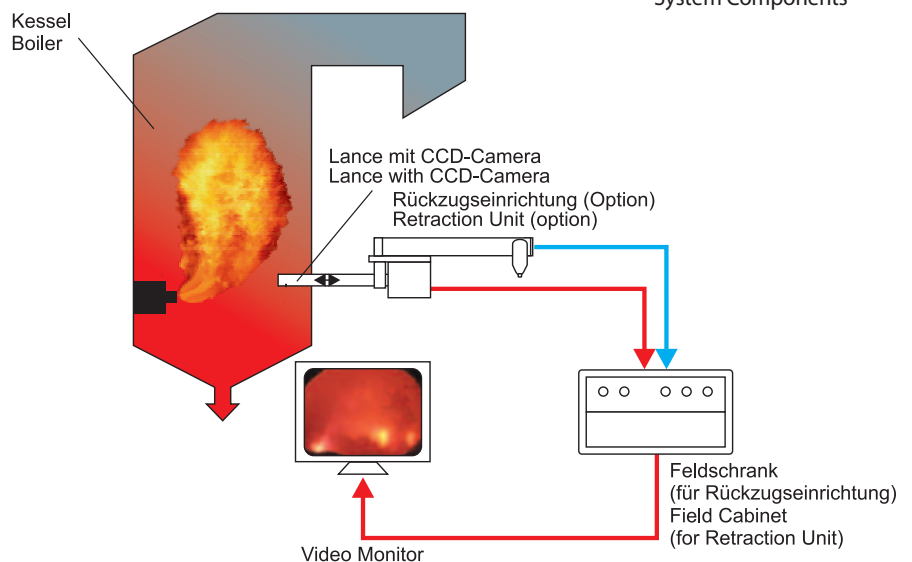 System Components
Kessel
Boiler
Lance mit CCD-Camera
Lance with CCD-Camera
Rückzugseinrichtung (Option)
Retraction Unit (option)
Feldschrank
(für Rückzugseinrichtung)
Field Cabinet
(for Retraction Unit)
Video Monitor